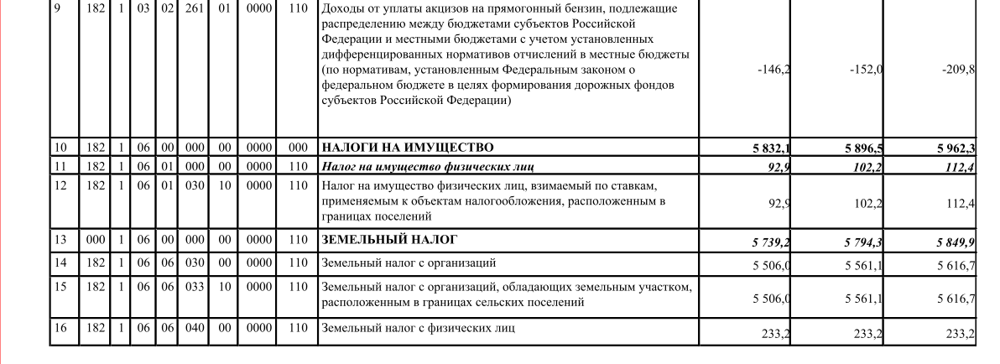 9 182 1 03 02 261 01 0000 110 Доходы от уплаты акцизов на прямогонный бензин, подлежащие
распределению между бюджетами субъектов Российской
Федерации и местными бюджетами с учетом установленных
дифференцированных нормативов отчислений в местные бюджеты
(по нормативам, установленным Федеральным законом о
федеральном бюджете в целях формирования дорожных фондов
субъектов Российской Федерации)
-146,2 -152,0 -209,8
10 182 1 06 00 000 00 0000 000 НАЛОГИ НА ИМУЩЕСТВО 5 832,1 5 896,5 5 962,3
11 182 1 06 01 000 00 0000 110 Налог на имущество физических лиц 92,9 102,2 112,4
12 182 1 06 01 030 10 0000 110 Налог на имущество физических лиц, взимаемый по ставкам,
применяемым к объектам налогообложения, расположенным в
границах поселений
92,9 102,2 112,4
13 000 1 06 00 000 00 0000 110 ЗЕМЕЛЬНЫЙ НАЛОГ 5 739,2 5 794,3 5 849,9
14 182 1 06 06 030 00 0000 110 Земельный налог с организаций 5 506,0 5 561,1 5 616,7
15 182 1 06 06 033 10 0000 110 Земельный налог с организаций, обладающих земельным участком,
расположенным в границах сельских поселений
5 506,0 5 561,1 5 616,7
16 182 1 06 06 040 00 0000 110 Земельный налог с физических лиц 233,2 233,2 233,2